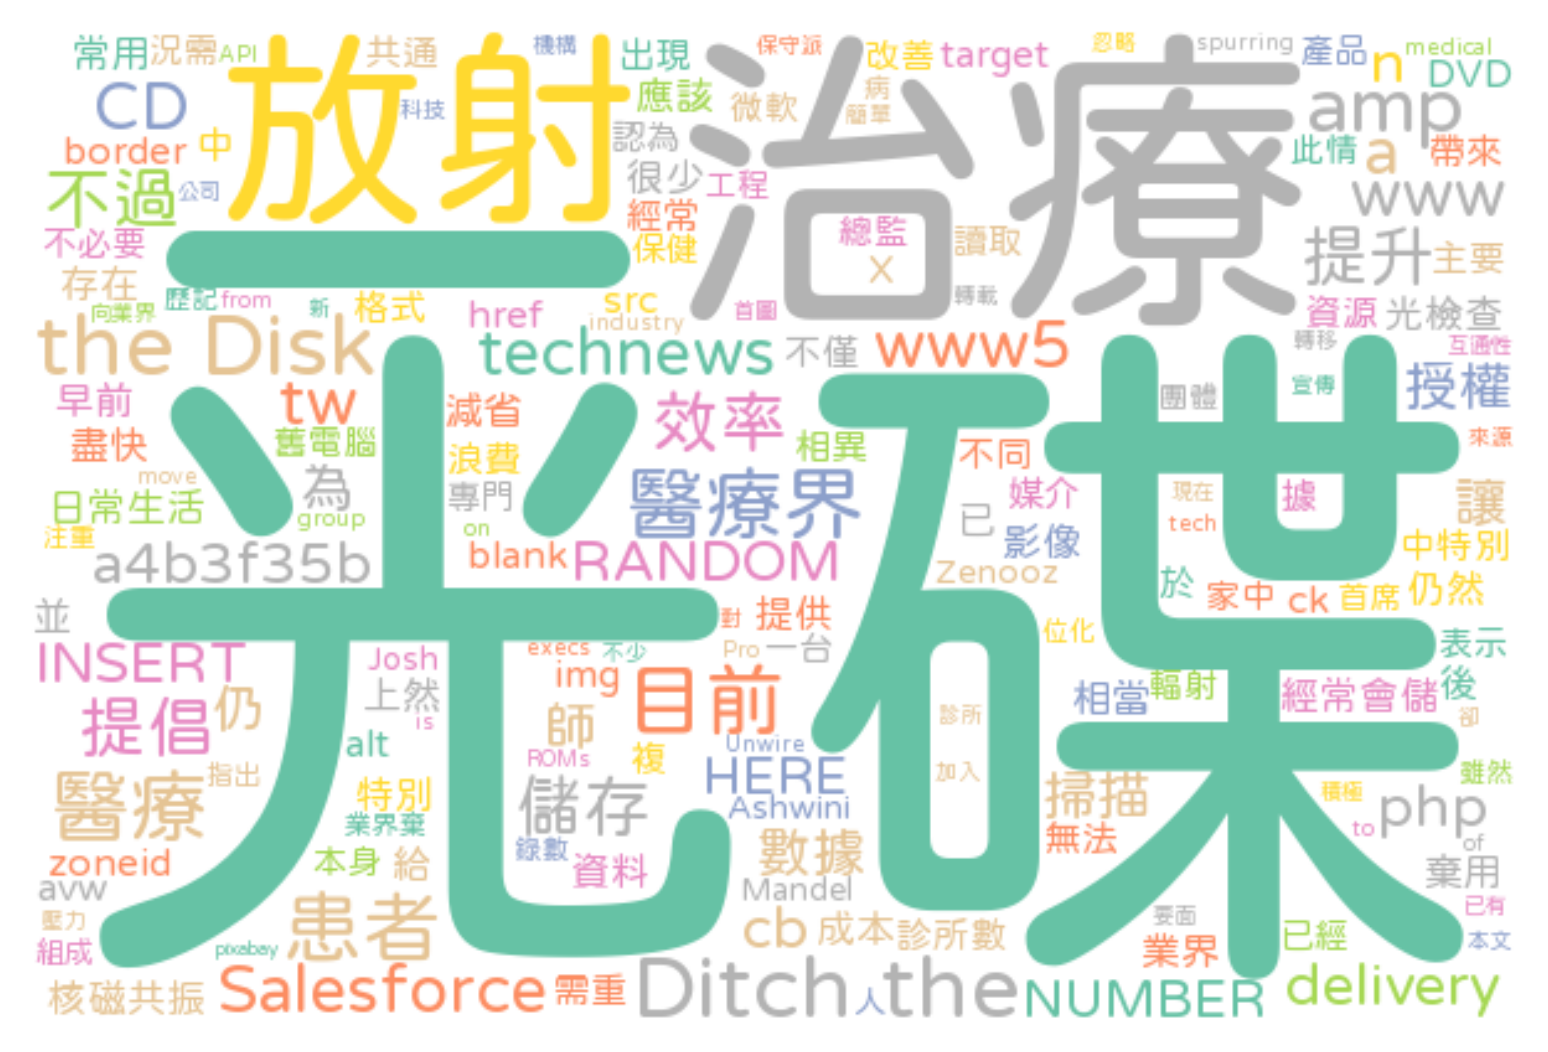 常用 況需 API 放射 共通 機構 出現 治療 保守派 改善 target 忽略 spurring 產品 n medical DVD
CD 科技 應該 微軟 病 簡單 amp
border 中 認為 此情 a 帶來
不過 公司 很少 工程 www
不必要 經常 保健 總監 x 讀取 提升 主要
存在 一 向業界 歷記 from 新 格式 href src industry 首圖 轉載 資源 光檢查
the Disk technews 不僅 www5 轉移 互通性
早前 tw 減省 效率 相異 團體 宣傳 授權
盡快 舊電腦 浪費 不同 來源
move 為 專門 醫療界 媒介 現在 據 讓
日常生活 group on 已 影像 tech 中特別
注重 a4b3f35b blank RANDOM Zenooz 於 家中 ck 首席 仍然
光碟
並 對 提供 位化 表示
INSERT Josh execs 不少 Pro 一台
提倡 仍 上然 is img 目前 相當 輻射 經常會儲 後
alt 師 診所 卻
醫療 指出 ROMs 複 Unwire HERE 加入 掃描 雖然
特別 儲存 Ashwini 積極 php
業界棄 無法 to of
zoneid 本身 給 錄數 資料 數據 棄用
avw Mandel 已有
壓力 患者 cb 成本 診所數 要面 已經 本文
組成 pixabay 業界
核磁共振 Salesforce 需重 Ditch 人 the NUMBER delivery